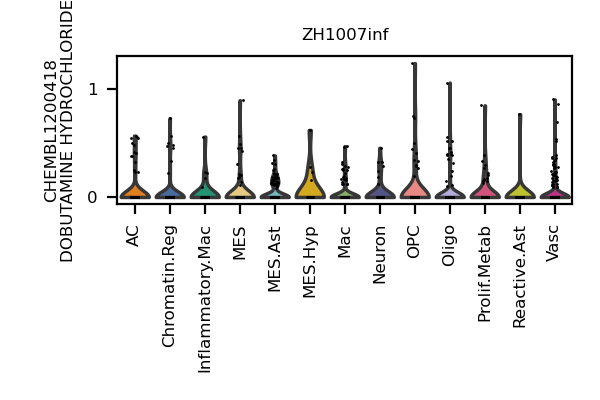 ZH1007inf
CHEMBL1200418
DOBUTAMINE HYDROCHLORIDE
1
0
AC
Chromatin.Reg
Inflammatory.Mac
MES
MES.Ast
MES.Hyp
Mac
Neuron
OPC
Oligo
Prolif.Metab
Reactive.Ast
Vasc